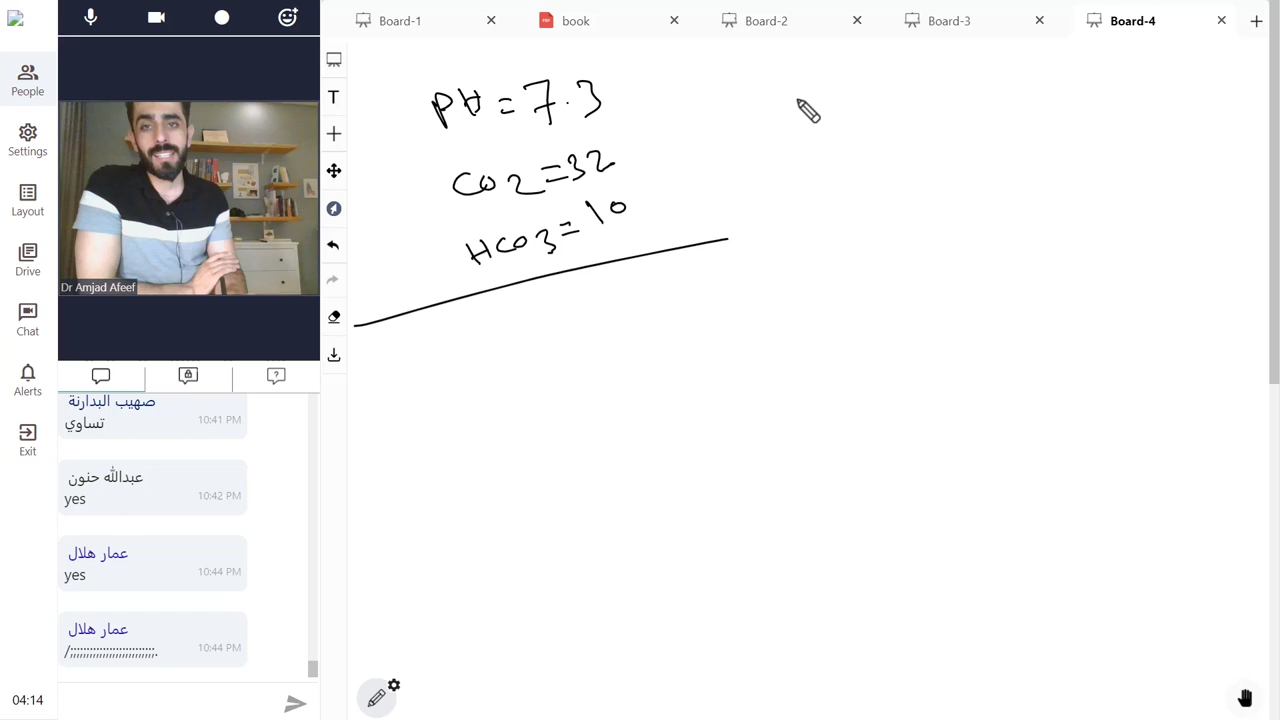 Board-1
book
Board-2
Board-3
Board-4
People
Settings
Layout
Drive
Chat
Alerts
Exit
04:14
T
PDF
Dr Amjad Afeef
PH = 7.3
CO2 = 32
HCO3 = 10
صهيب البدارنة
تساوي
10:41 PM
عبدالله حنون
yes
10:42 PM
عمار هلال
yes
10:44 PM
عمار هلال
/;;;;;;;;;;;;;;;;;;;;;;;;;;.
10:44 PM